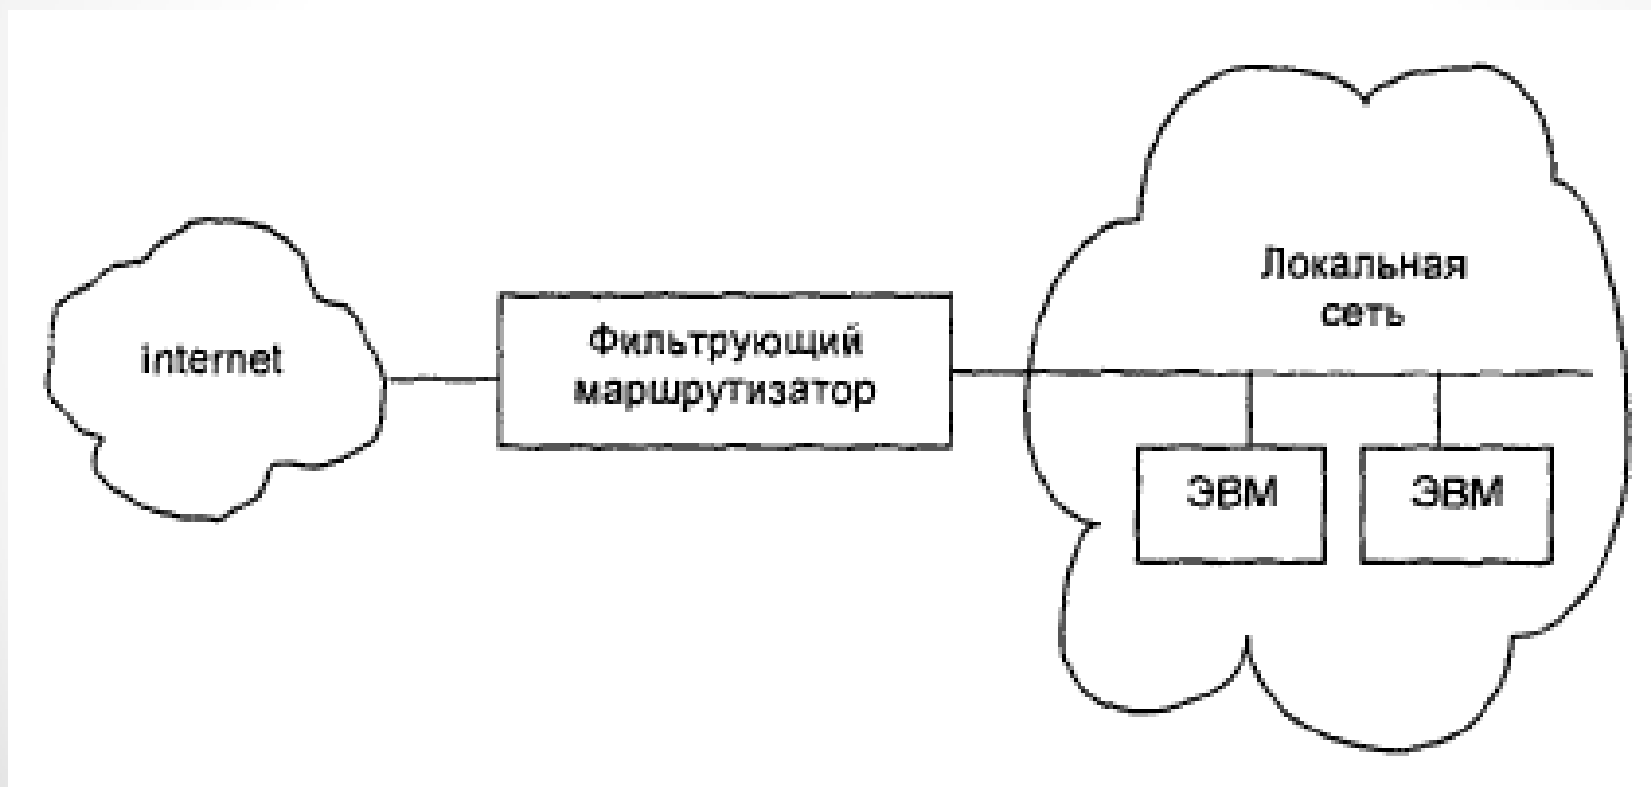 internet
Фильтрующий
маршрутизатор
Локальная
сеть
ЭВМ
ЭВМ